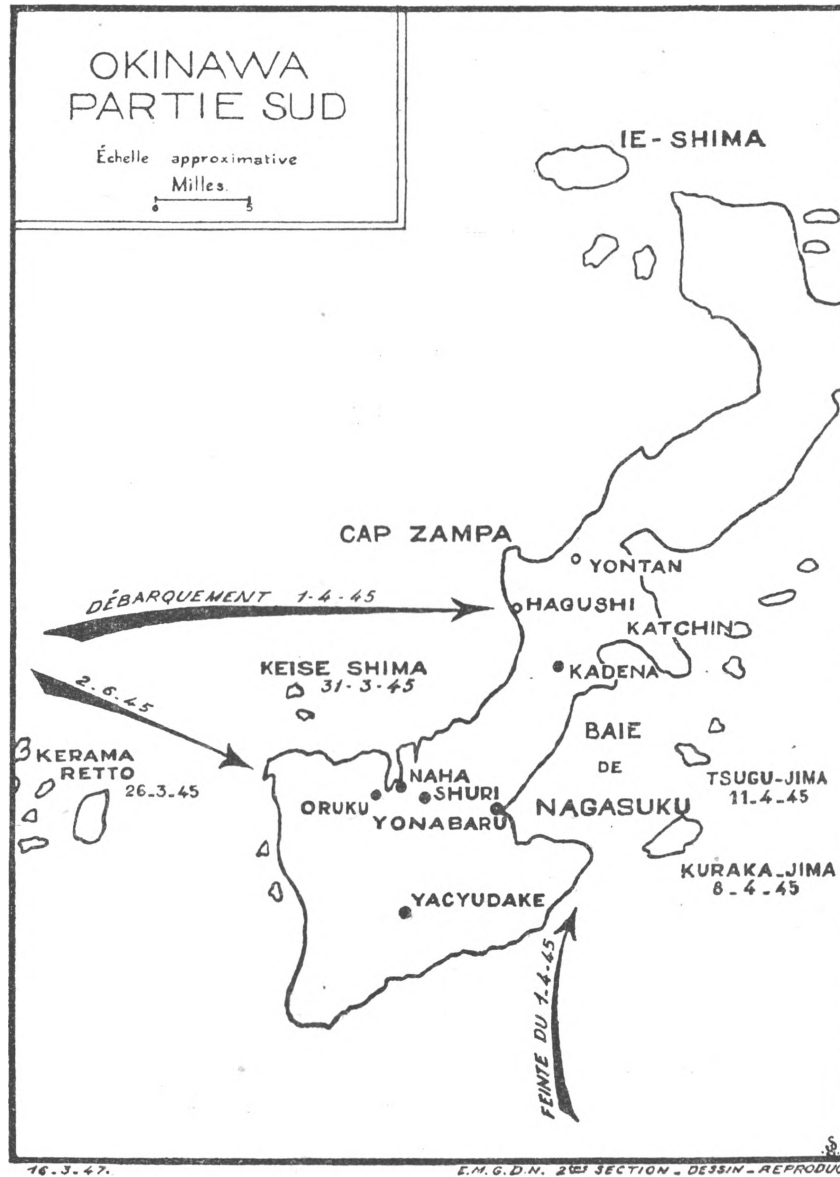 OKINAWA
PARTIE SUD
Échelle approximative
Milles.
0 5
IE-SHIMA
CAP ZAMPA
YONTAN
DÉBARQUEMENT 1-4-45
HAGUSHI
KATCHIN
KEISE SHIMA
31-3-45
KADENA
2-6-45
BAIE
DE
NAGASUKU
KERAMA
RETTO
26-3-45
NAHA
ORUKU
SHURI
YONABARU
TSUGU-JIMA
11-4-45
KURAKA-JIMA
8-4-45
YACYUDAKE
FEINTE DU 1-4-45
16-3-47.
E.M.G.D.N. 2ème SECTION - DESSIN - REPRODUC